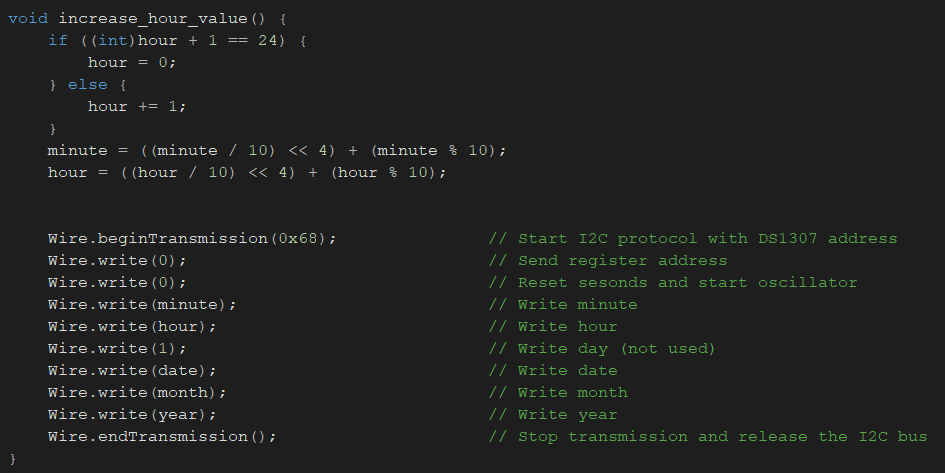 void increase_hour_value() {
    if ((int)hour + 1 == 24) {
        hour = 0;
    } else {
        hour += 1;
    }
    minute = ((minute / 10) << 4) + (minute % 10);
    hour = ((hour / 10) << 4) + (hour % 10);
    Wire.beginTransmission(0x68);               // Start I2C protocol with DS1307 address
    Wire.write(0);                              // Send register address
    Wire.write(0);                              // Reset sesonds and start oscillator
    Wire.write(minute);                         // Write minute
    Wire.write(hour);                           // Write hour
    Wire.write(1);                              // Write day (not used)
    Wire.write(date);                           // Write date
    Wire.write(month);                          // Write month
    Wire.write(year);                           // Write year
    Wire.endTransmission();                     // Stop transmission and release the I2C bus
}